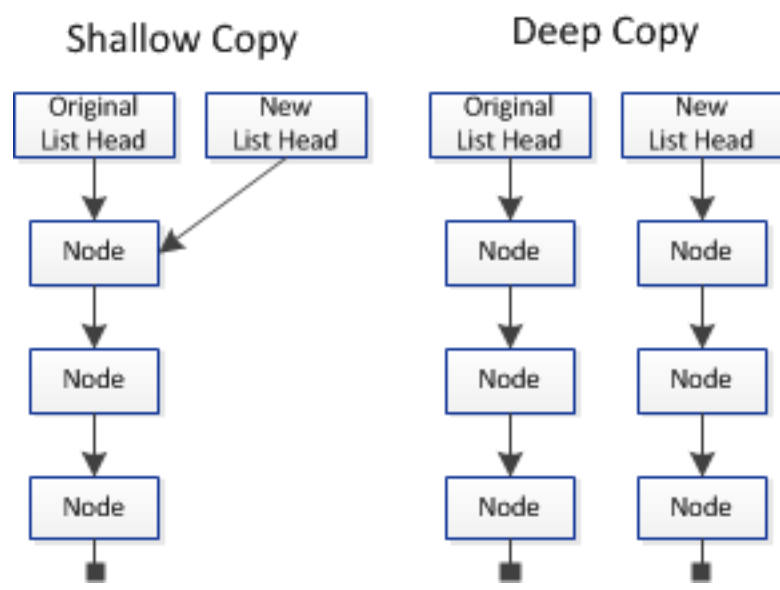 Shallow Copy
Deep Copy
Original
List Head
New
List Head
Original
List Head
New
List Head
Node
Node
Node
Node
Node
Node
Node
Node
Node